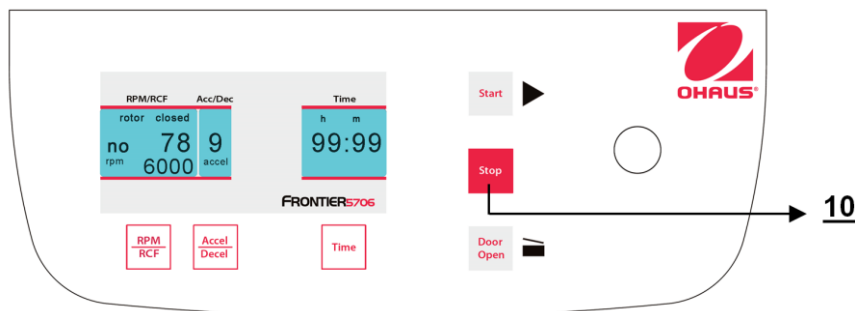 OHAUS®
RPM/RCF Acc/Dec
Time
rotor closed
no 78 9
rpm 6000 accel
h m
99:99
FRONTIER5706
RPM
RCF
Accel
Decel
Time
Start
Stop
Door
Open
10